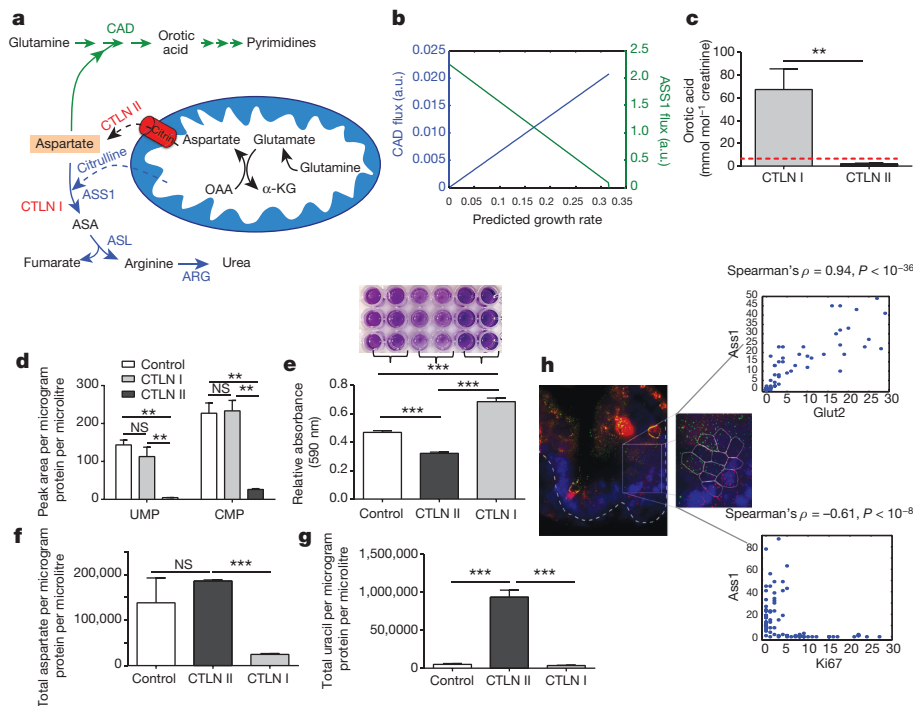 a
Glutamine
CAD
Orotic
acid
Pyrimidines
CTLN II
Citrin
Aspartate
Aspartate
Glutamate
Glutamine
Citrulline
OAA
α-KG
ASS1
CTLN I
ASA
ASL
Fumarate
Arginine
Urea
ARG
b
CAD flux (a.u.)
0.025
0.020
0.015
0.010
0.005
0
2.5
2.0
1.5
1.0
0.5
0
ASS1 flux (a.u.)
0 0.05 0.1 0.15 0.2 0.25 0.3 0.35
Predicted growth rate
c
Orotic acid
(mmol mol−1 creatinine)
100
80
60
40
20
0
**
CTLN I CTLN II
d
Peak area per microgram
protein per microlitre
300
200
100
0
Control
CTLN I
CTLN II
**
NS
**
**
NS
**
UMP CMP
e
Relative absorbance
(590 nm)
0.8
0.6
0.4
0.2
0.0
***
***
***
Control CTLN II CTLN I
f
Total aspartate per microgram
protein per microlitre
200,000
100,000
0
NS
***
Control CTLN II CTLN I
g
Total uracil per microgram
protein per microlitre
1,500,000
1,000,000
50,0000
0
***
***
Control CTLN II CTLN I
h
Spearman's ρ = 0.94, P < 10−36
Ass1
50
45
40
35
30
25
20
15
10
5
0
0 5 10 15 20 25 30
Glut2
Spearman's ρ = –0.61, P < 10−8
Ass1
80
60
40
20
0
0 5 10 15 20 25 30
Ki67